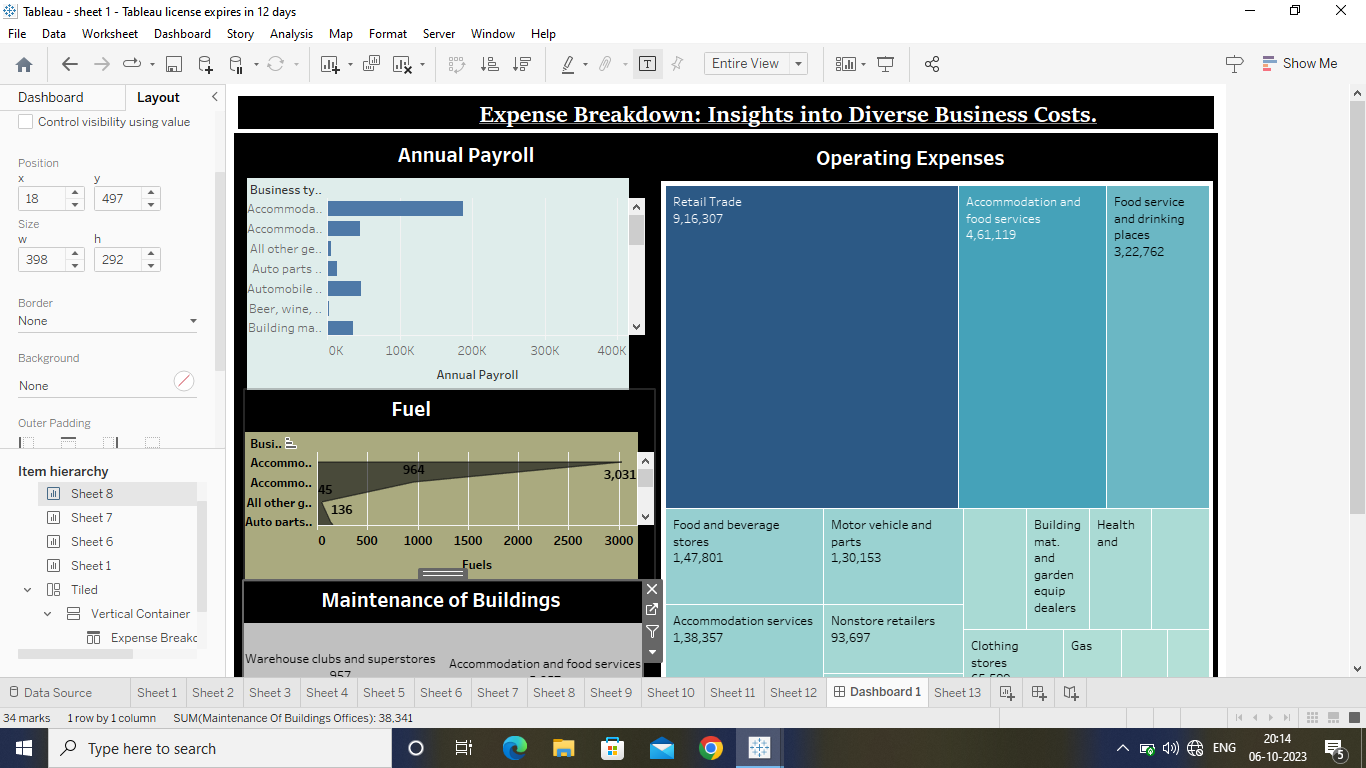 Tableau - sheet 1 - Tableau license expires in 12 days
File Data Worksheet Dashboard Story Analysis Map Format Server Window Help
Entire View
Show Me
Dashboard
Layout
Control visibility using value
Position
x y
18 497
Size
w h
398 292
Border
None
Background
None
Outer Padding
Item hierarchy
Sheet 8
Sheet 7
Sheet 6
Sheet 1
Tiled
Vertical Container
Expense Breakd
Expense Breakdown: Insights into Diverse Business Costs.
Annual Payroll
Business ty..
Accommoda..
Accommoda..
All other ge..
Auto parts ..
Automobile ..
Beer, wine, ..
Building ma..
0K 100K 200K 300K 400K
Annual Payroll
Fuel
Busi..
Accommo..
Accommo..
All other g..
Auto parts..
964
3,031
45
136
0 500 1000 1500 2000 2500 3000
Fuels
Maintenance of Buildings
Warehouse clubs and superstores
957
Accommodation and food services
Operating Expenses
Retail Trade
9,16,307
Accommodation and
food services
4,61,119
Food service
and drinking
places
3,22,762
Food and beverage
stores
1,47,801
Motor vehicle and
parts
1,30,153
Building
mat.
and
garden
equip
dealers
Health
and
Accommodation services
1,38,357
Nonstore retailers
93,697
Clothing
stores
Gas
Data Source Sheet 1 Sheet 2 Sheet 3 Sheet 4 Sheet 5 Sheet 6 Sheet 7 Sheet 8 Sheet 9 Sheet 10 Sheet 11 Sheet 12 Dashboard 1 Sheet 13
34 marks 1 row by 1 column SUM(Maintenance Of Buildings Offices): 38,341
Type here to search
ENG
20:14
06-10-2023
5